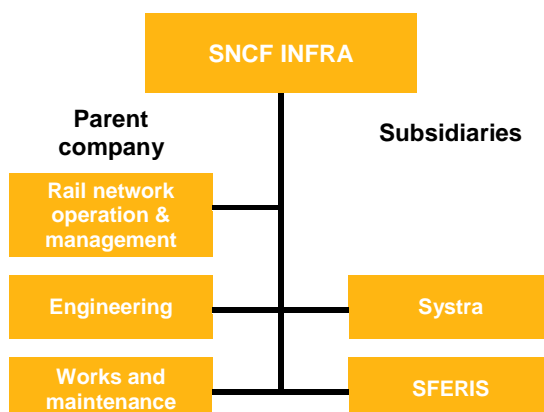 SNCF INFRA
Parent
company
Subsidiaries
Rail network
operation &
management
Engineering
Systra
Works and
maintenance
SFERIS